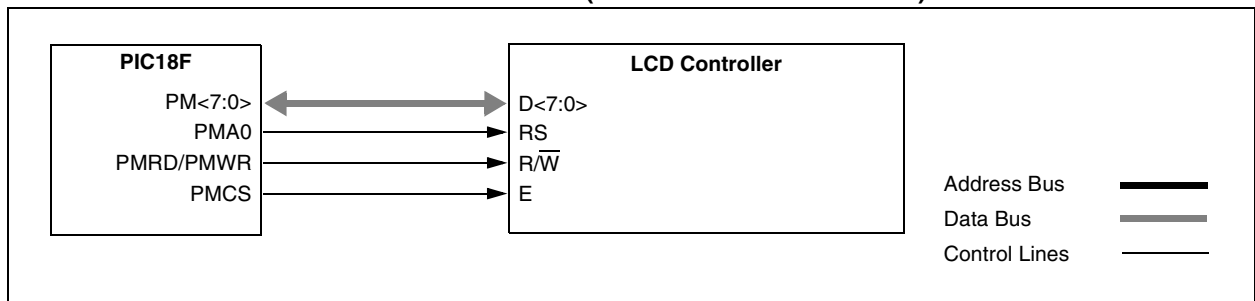 PIC18F
PM<7:0>
PMA0
PMRD/PMWR
PMCS
LCD Controller
D<7:0>
RS
R/W̅
E
Address Bus
Data Bus
Control Lines